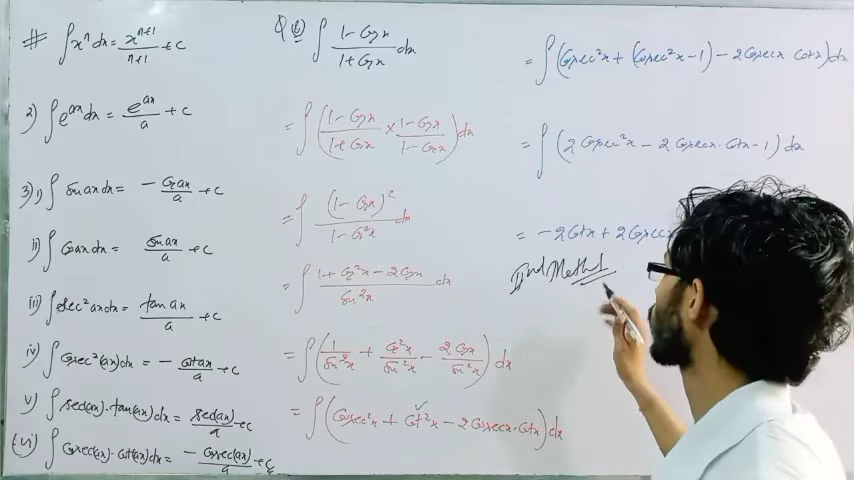 # ∫xⁿ dx = xⁿ⁺¹/n+1 + c
2) ∫e^ax dx = e^ax/a + c
3) i) ∫sin ax dx = - cos ax/a + c
ii) ∫cos ax dx = sin ax/a + c
iii) ∫sec² ax dx = tan ax/a + c
iv) ∫cosec²(ax) dx = - cot ax/a + c
v) ∫sec(ax)·tan(ax) dx = sec(ax)/a + c
(vi) ∫cosec(ax)·cot(ax) dx = - cosec(ax)/a + c
∫ 1-cos x/1+cos x dx
= ∫(1-cos x/1+cos x × 1-cos x/1-cos x) dx
= ∫ (1-cos x)²/1-cos²x dx
= ∫ 1+cos²x-2cos x/sin²x dx
= ∫(1/sin²x + cos²x/sin²x - 2cos x/sin²x) dx
= ∫(cosec²x + cot²x - 2cosec x·cot x) dx
= ∫(cosec²x + (cosec²x-1) - 2cosec x·cot x) dx
= ∫(2cosec²x - 2cosec x·cot x - 1) dx
= -2cot x + 2cosec x
IInd Method